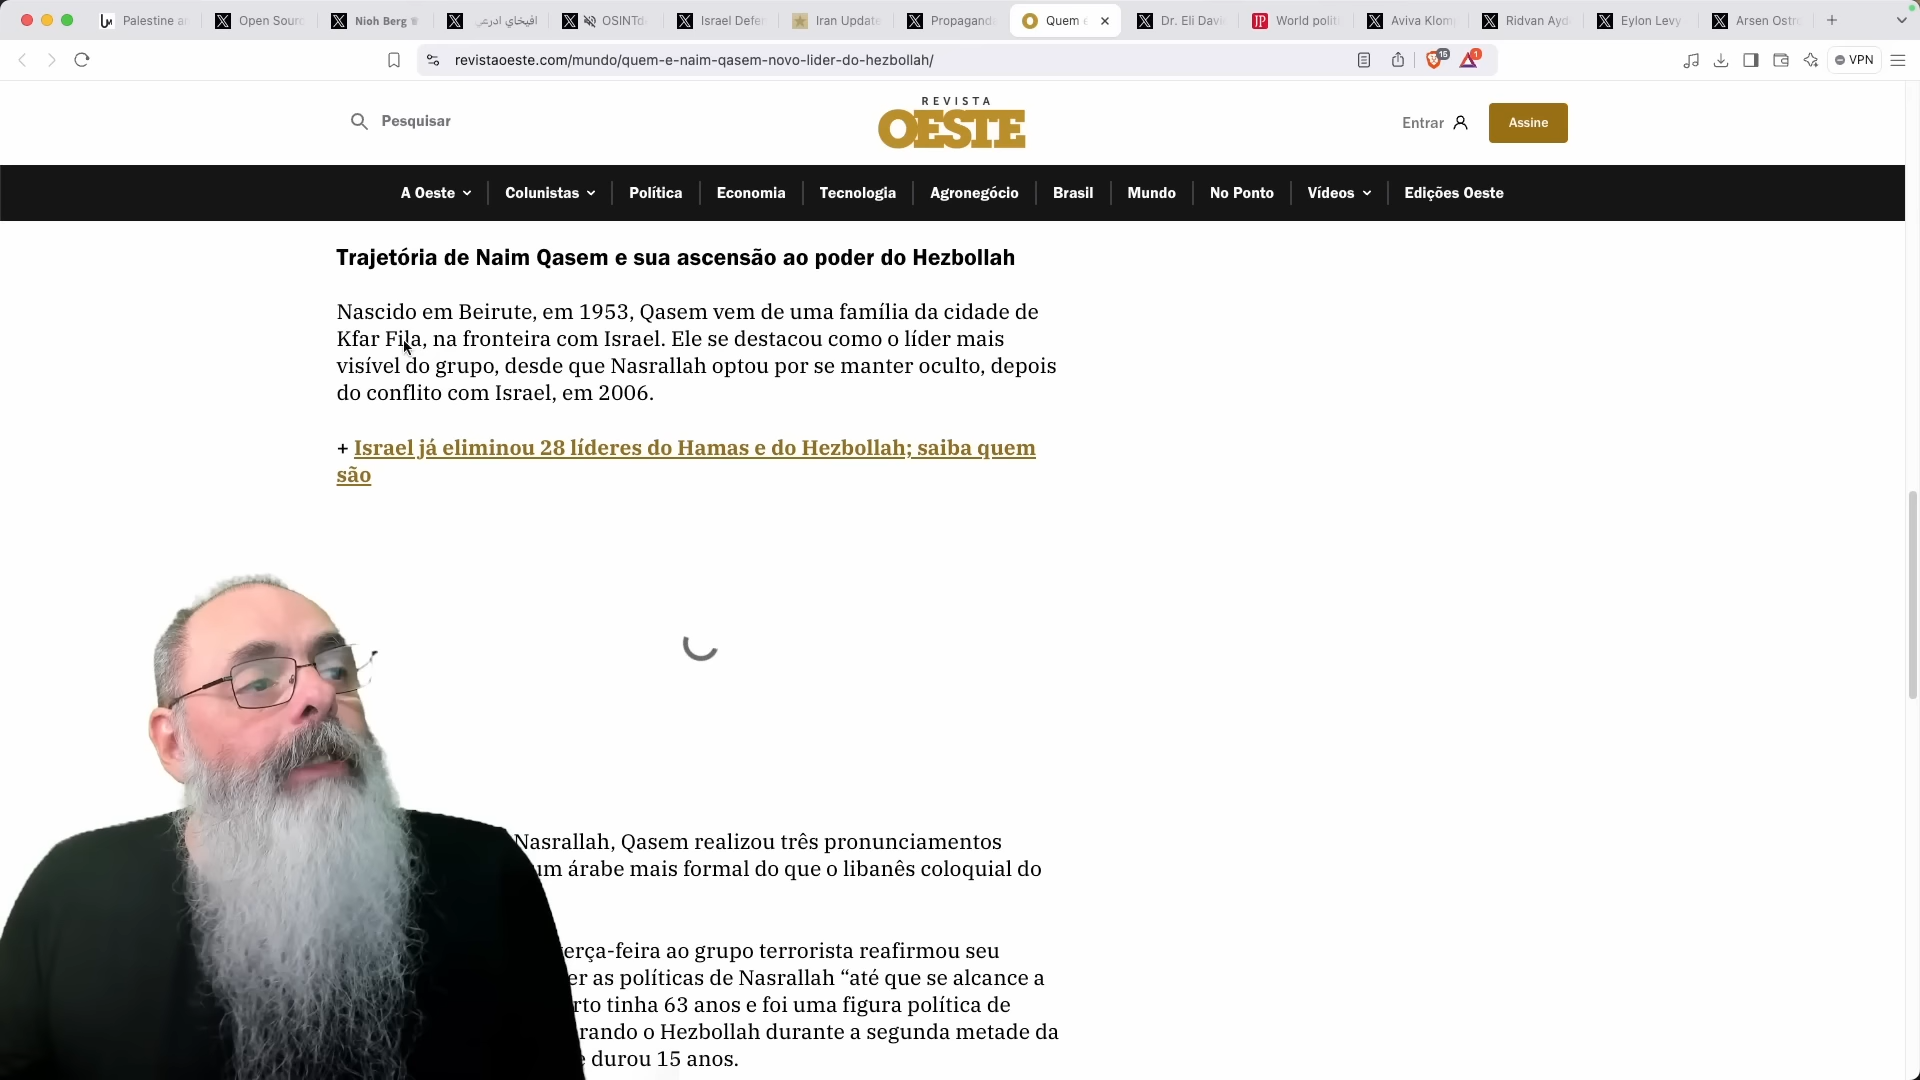 Palestine a
Open Sourc
Nioh Berg
افيخاي ادرعي
OSINTd
Israel Defen
Iran Update
Propagand
Quem e
Dr. Eli Davi
World polit
Aviva Klom
Ridvan Ayd
Eylon Levy
Arsen Ostr
revistaoeste.com/mundo/quem-e-naim-qasem-novo-lider-do-hezbollah/
15
1
VPN
Pesquisar
REVISTA
OESTE
Entrar
Assine
A Oeste
Colunistas
Política
Economia
Tecnologia
Agronegócio
Brasil
Mundo
No Ponto
Vídeos
Edições Oeste
Trajetória de Naim Qasem e sua ascensão ao poder do Hezbollah
Nascido em Beirute, em 1953, Qasem vem de uma família da cidade de
Kfar Fila, na fronteira com Israel. Ele se destacou como o líder mais
visível do grupo, desde que Nasrallah optou por se manter oculto, depois
do conflito com Israel, em 2006.
+ Israel já eliminou 28 líderes do Hamas e do Hezbollah; saiba quem
são
Nasrallah, Qasem realizou três pronunciamentos
um árabe mais formal do que o libanês coloquial do
erça-feira ao grupo terrorista reafirmou seu
er as políticas de Nasrallah “até que se alcance a
rto tinha 63 anos e foi uma figura política de
rando o Hezbollah durante a segunda metade da
e durou 15 anos.